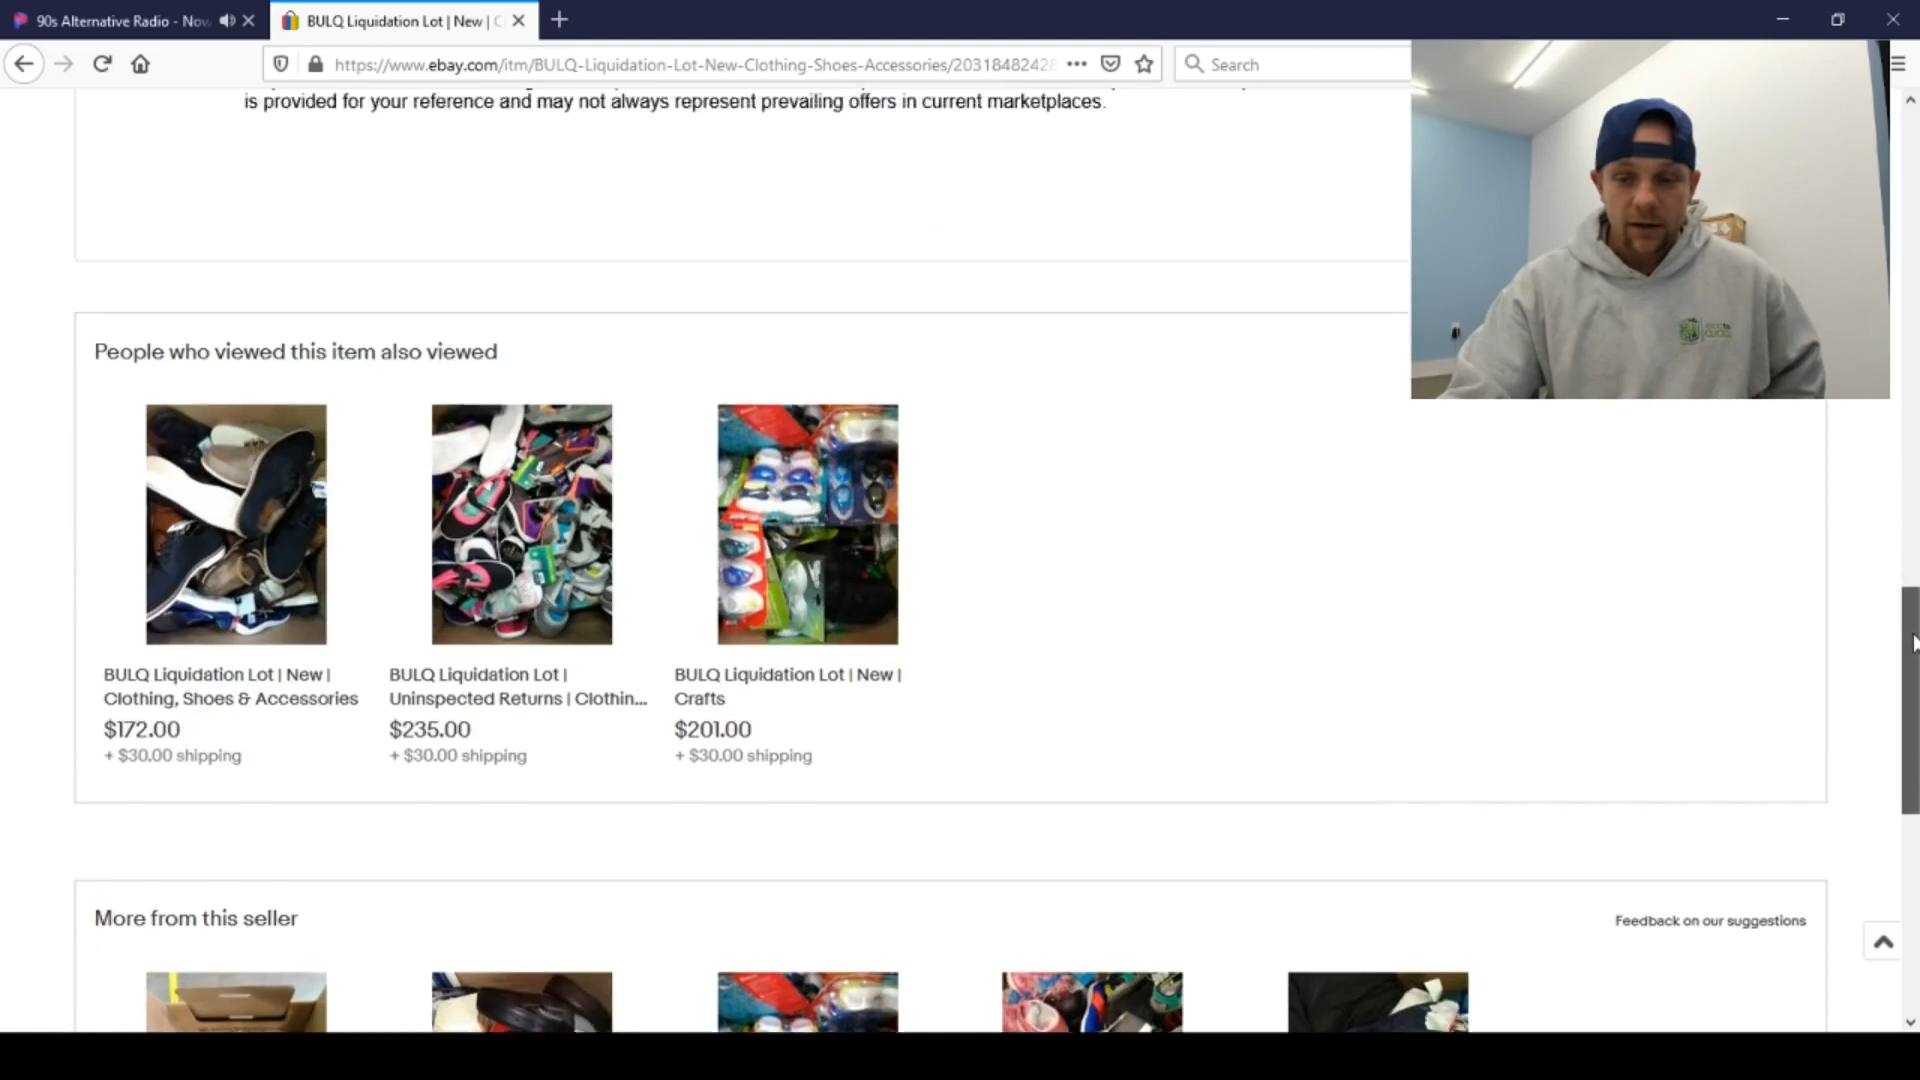 90s Alternative Radio - Now
BULQ Liquidation Lot | New |
https://www.ebay.com/itm/BULQ-Liquidation-Lot-New-Clothing-Shoes-Accessories/20318482428
Search
is provided for your reference and may not always represent prevailing offers in current marketplaces.
People who viewed this item also viewed
BULQ Liquidation Lot | New |
Clothing, Shoes & Accessories
$172.00
+ $30.00 shipping
BULQ Liquidation Lot |
Uninspected Returns | Clothin...
$235.00
+ $30.00 shipping
BULQ Liquidation Lot | New |
Crafts
$201.00
+ $30.00 shipping
More from this seller
Feedback on our suggestions